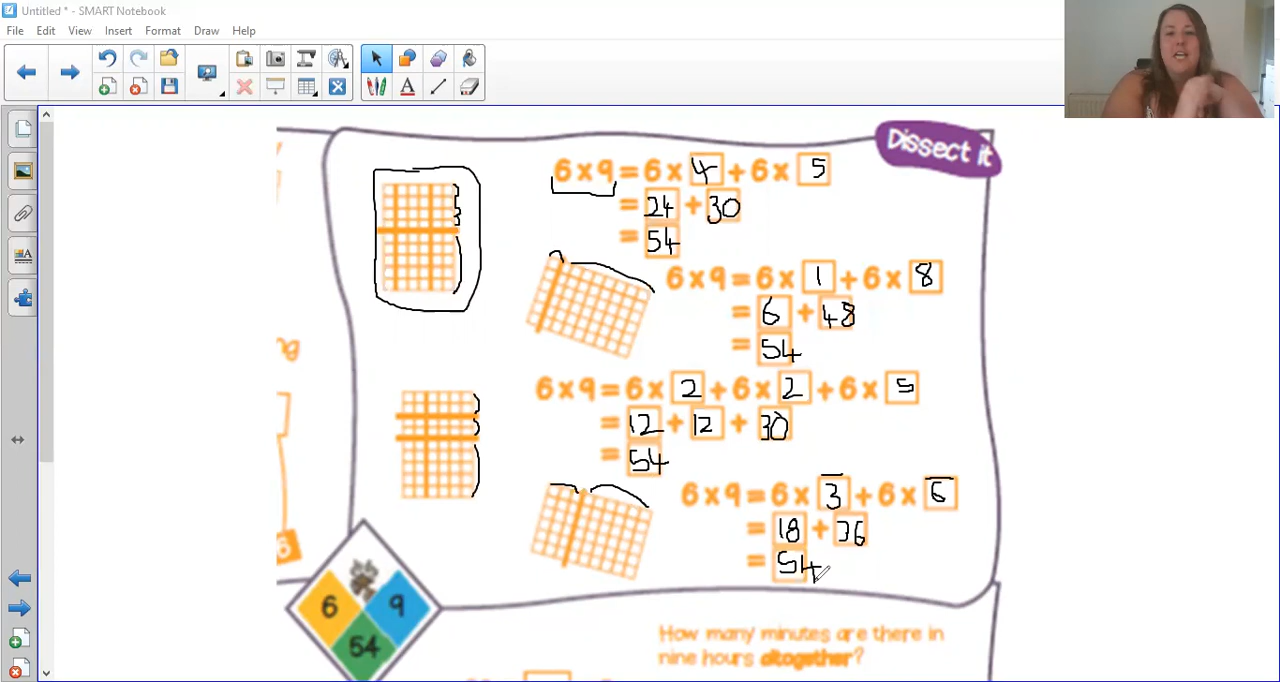 Untitled * - SMART Notebook
File Edit View Insert Format Draw Help
Dissect it
6 x 9 = 6 x 4 + 6 x 5
= 24 + 30
= 54
6 x 9 = 6 x 1 + 6 x 8
= 6 + 48
= 54
6 x 9 = 6 x 2 + 6 x 2 + 6 x 5
= 12 + 12 + 30
= 54
6 x 9 = 6 x 3 + 6 x 6
= 18 + 36
= 54
6 9
54
How many minutes are there in
nine hours altogether?